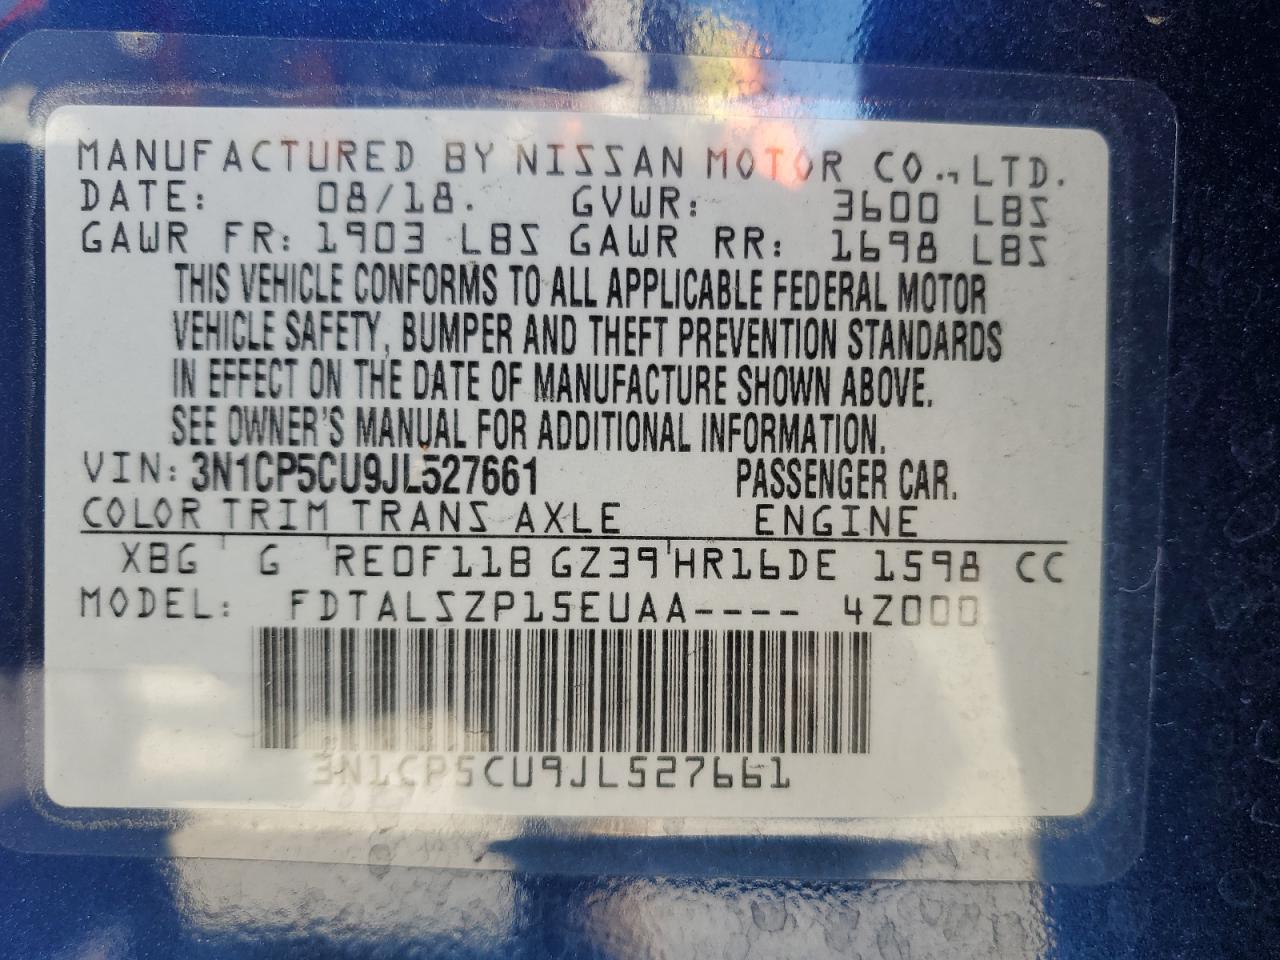 MANUFACTURED BY NISSAN MOTOR CO., LTD.
DATE: 08/18. GVWR: 3600 LBS
GAWR FR: 1903 LBS GAWR RR: 1698 LBS
THIS VEHICLE CONFORMS TO ALL APPLICABLE FEDERAL MOTOR
VEHICLE SAFETY, BUMPER AND THEFT PREVENTION STANDARDS
IN EFFECT ON THE DATE OF MANUFACTURE SHOWN ABOVE.
SEE OWNER'S MANUAL FOR ADDITIONAL INFORMATION.
VIN: 3N1CP5CU9JL527661 PASSENGER CAR.
COLOR TRIM TRANS AXLE ENGINE
XBG G RE0F11B GZ39 HR16DE 1598 CC
MODEL: FDTALSZP15EUAA---- 4Z000
3N1CP5CU9JL527661